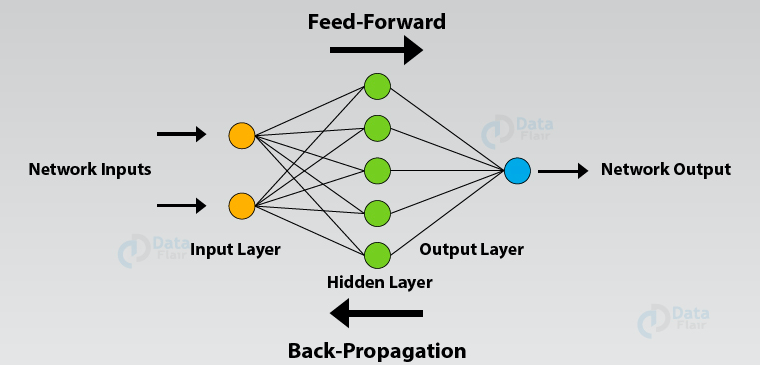 Feed-Forward
Data
Flair
Network Inputs
Network Output
Data
Flair
Input Layer
Output Layer
Hidden Layer
Data
Flair
Back-Propagation